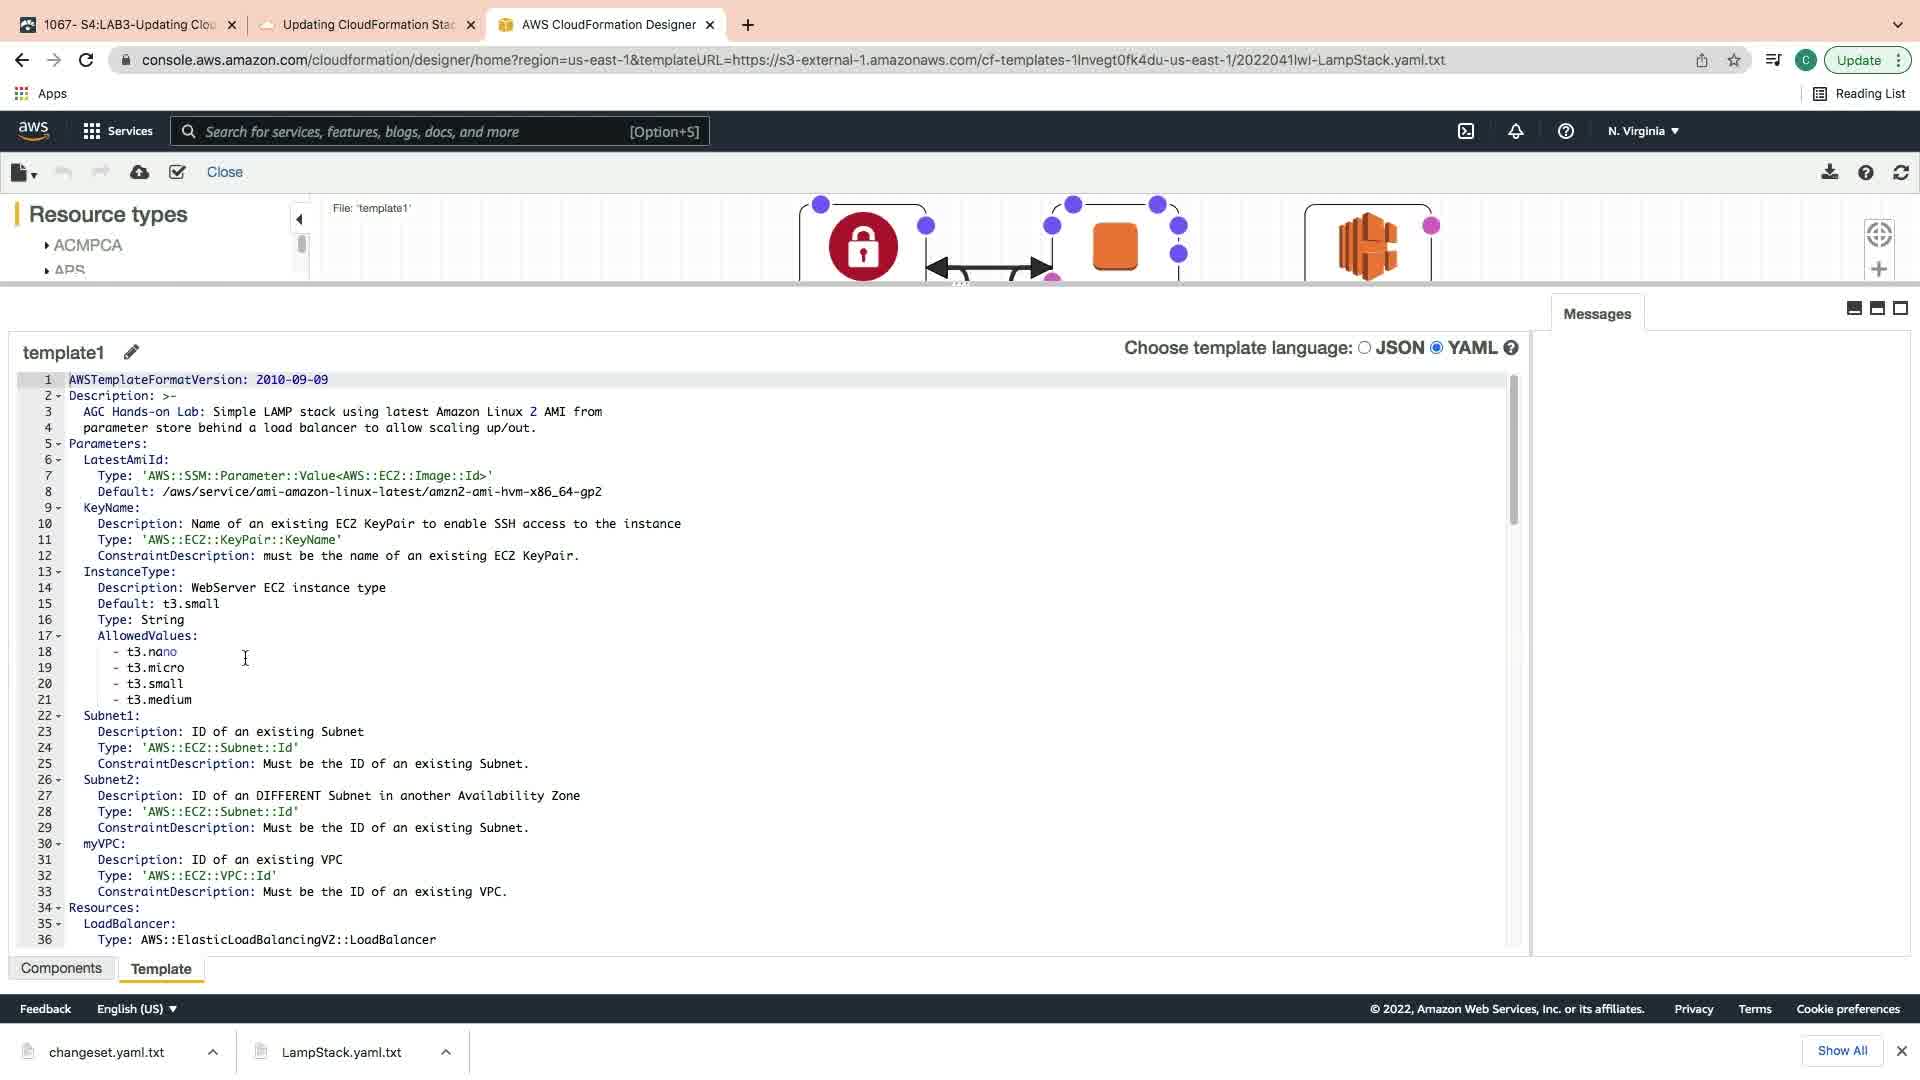 1067- S4:LAB3-Updating Clou
Updating CloudFormation Stac
AWS CloudFormation Designer
console.aws.amazon.com/cloudformation/designer/home?region=us-east-1&templateURL=https://s3-external-1.amazonaws.com/cf-templates-1lnvegt0fk4du-us-east-1/2022041lwl-LampStack.yaml.txt
C
Update
Apps
Reading List
aws
Services
Search for services, features, blogs, docs, and more
[Option+S]
N. Virginia
Close
Resource types
ACMPCA
APS
File: 'template1'
Messages
template1
Choose template language: JSON YAML
1 AWSTemplateFormatVersion: 2010-09-09
2 Description: >-
3 AGC Hands-on Lab: Simple LAMP stack using latest Amazon Linux 2 AMI from
4 parameter store behind a load balancer to allow scaling up/out.
5 Parameters:
6 LatestAmiId:
7 Type: 'AWS::SSM::Parameter::Value<AWS::EC2::Image::Id>'
8 Default: /aws/service/ami-amazon-linux-latest/amzn2-ami-hvm-x86_64-gp2
9 KeyName:
10 Description: Name of an existing EC2 KeyPair to enable SSH access to the instance
11 Type: 'AWS::EC2::KeyPair::KeyName'
12 ConstraintDescription: must be the name of an existing EC2 KeyPair.
13 InstanceType:
14 Description: WebServer EC2 instance type
15 Default: t3.small
16 Type: String
17 AllowedValues:
18 - t3.nano
19 - t3.micro
20 - t3.small
21 - t3.medium
22 Subnet1:
23 Description: ID of an existing Subnet
24 Type: 'AWS::EC2::Subnet::Id'
25 ConstraintDescription: Must be the ID of an existing Subnet.
26 Subnet2:
27 Description: ID of an DIFFERENT Subnet in another Availability Zone
28 Type: 'AWS::EC2::Subnet::Id'
29 ConstraintDescription: Must be the ID of an existing Subnet.
30 myVPC:
31 Description: ID of an existing VPC
32 Type: 'AWS::EC2::VPC::Id'
33 ConstraintDescription: Must be the ID of an existing VPC.
34 Resources:
35 LoadBalancer:
36 Type: AWS::ElasticLoadBalancingV2::LoadBalancer
Components
Template
Feedback
English (US)
© 2022, Amazon Web Services, Inc. or its affiliates.
Privacy
Terms
Cookie preferences
changeset.yaml.txt
LampStack.yaml.txt
Show All